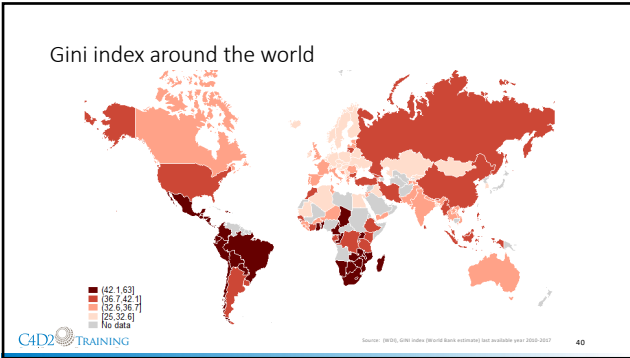 Gini index around the world
(42.1,63]
(36.7,42.1]
(32.6,36.7]
[25,32.6]
No data
C4D2 TRAINING
Source: (WDI), GINI index (World Bank estimate) last available year 2010-2017
40